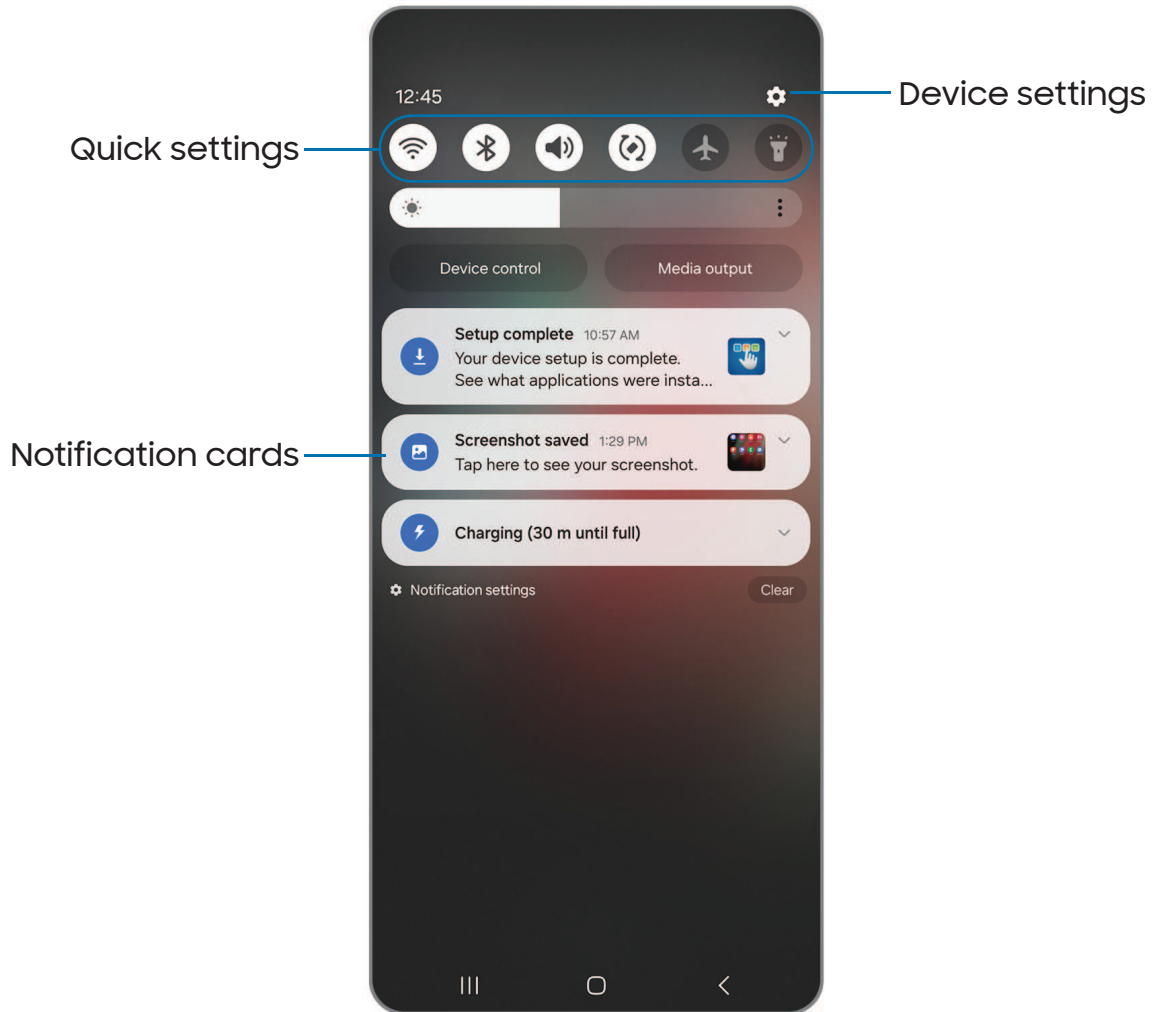 12:45
Device settings
Quick settings
Device control
Media output
Setup complete 10:57 AM
Your device setup is complete.
See what applications were insta...
Notification cards
Screenshot saved 1:29 PM
Tap here to see your screenshot.
Charging (30 m until full)
Notification settings
Clear